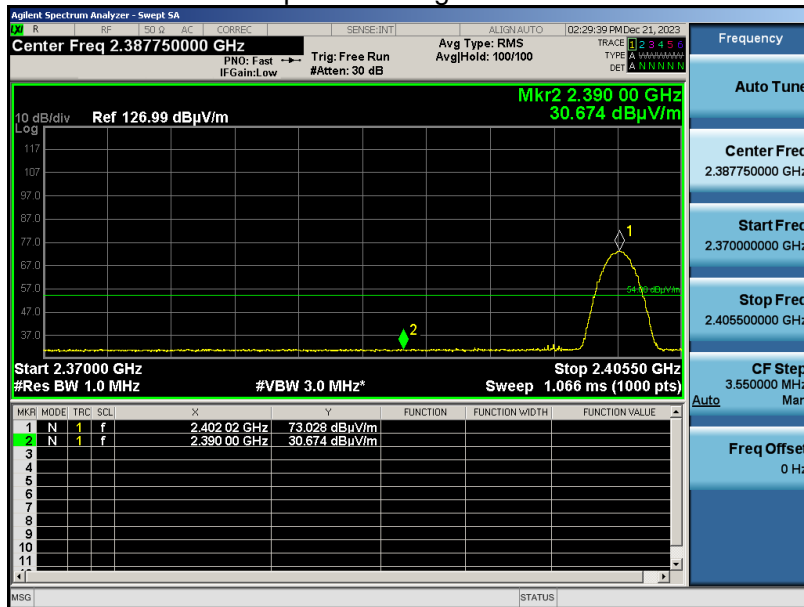 Agilent Spectrum Analyzer - Swept SA
LXI R RF 50 Ω AC CORREC SENSE:INT ALIGN AUTO 02:29:39 PM Dec 21, 2023
Center Freq 2.387750000 GHz
PNO: Fast
IFGain:Low
Trig: Free Run
#Atten: 30 dB
Avg Type: RMS
Avg|Hold: 100/100
TRACE 1 2 3 4 5 6
TYPE A WWWWW
DET A N N N N N
Mkr2 2.390 00 GHz
30.674 dBµV/m
10 dB/div Ref 126.99 dBµV/m
Log
117
107
97.0
87.0
77.0
67.0
57.0
47.0
37.0
1
2
54.00 dBµV/m
Start 2.37000 GHz Stop 2.40550 GHz
#Res BW 1.0 MHz #VBW 3.0 MHz* Sweep 1.066 ms (1000 pts)
MKR MODE TRC SCL X Y FUNCTION FUNCTION WIDTH FUNCTION VALUE
1 N 1 f 2.402 02 GHz 73.028 dBµV/m
2 N 1 f 2.390 00 GHz 30.674 dBµV/m
3
4
5
6
7
8
9
10
11
MSG STATUS
Frequency
Auto Tune
Center Freq
2.387750000 GHz
Start Freq
2.370000000 GHz
Stop Freq
2.405500000 GHz
CF Step
3.550000 MHz
Auto Man
Freq Offset
0 Hz